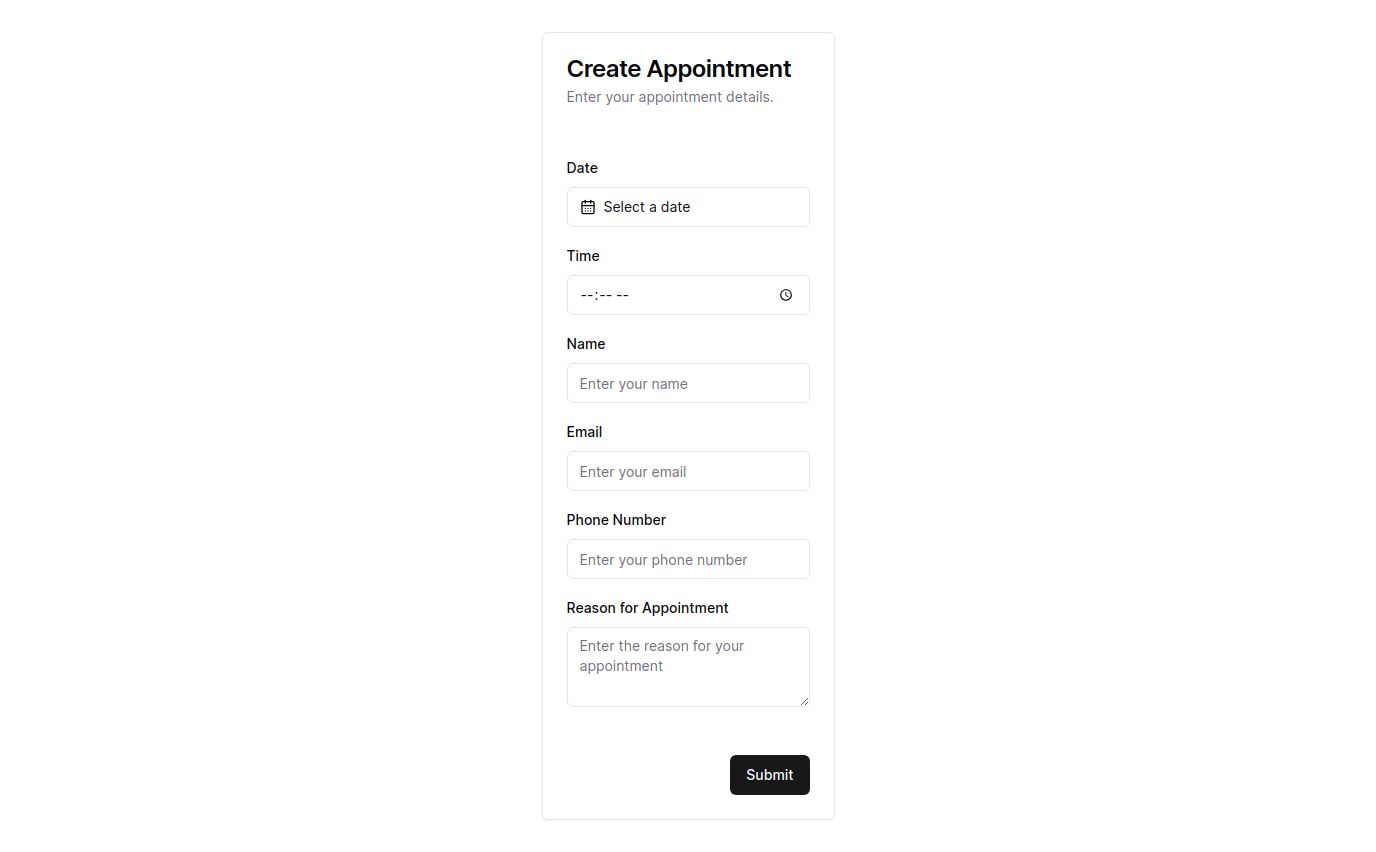 Create Appointment
Enter your appointment details.
Date
Select a date
Time
--:-- --
Name
Enter your name
Email
Enter your email
Phone Number
Enter your phone number
Reason for Appointment
Enter the reason for your
appointment
Submit